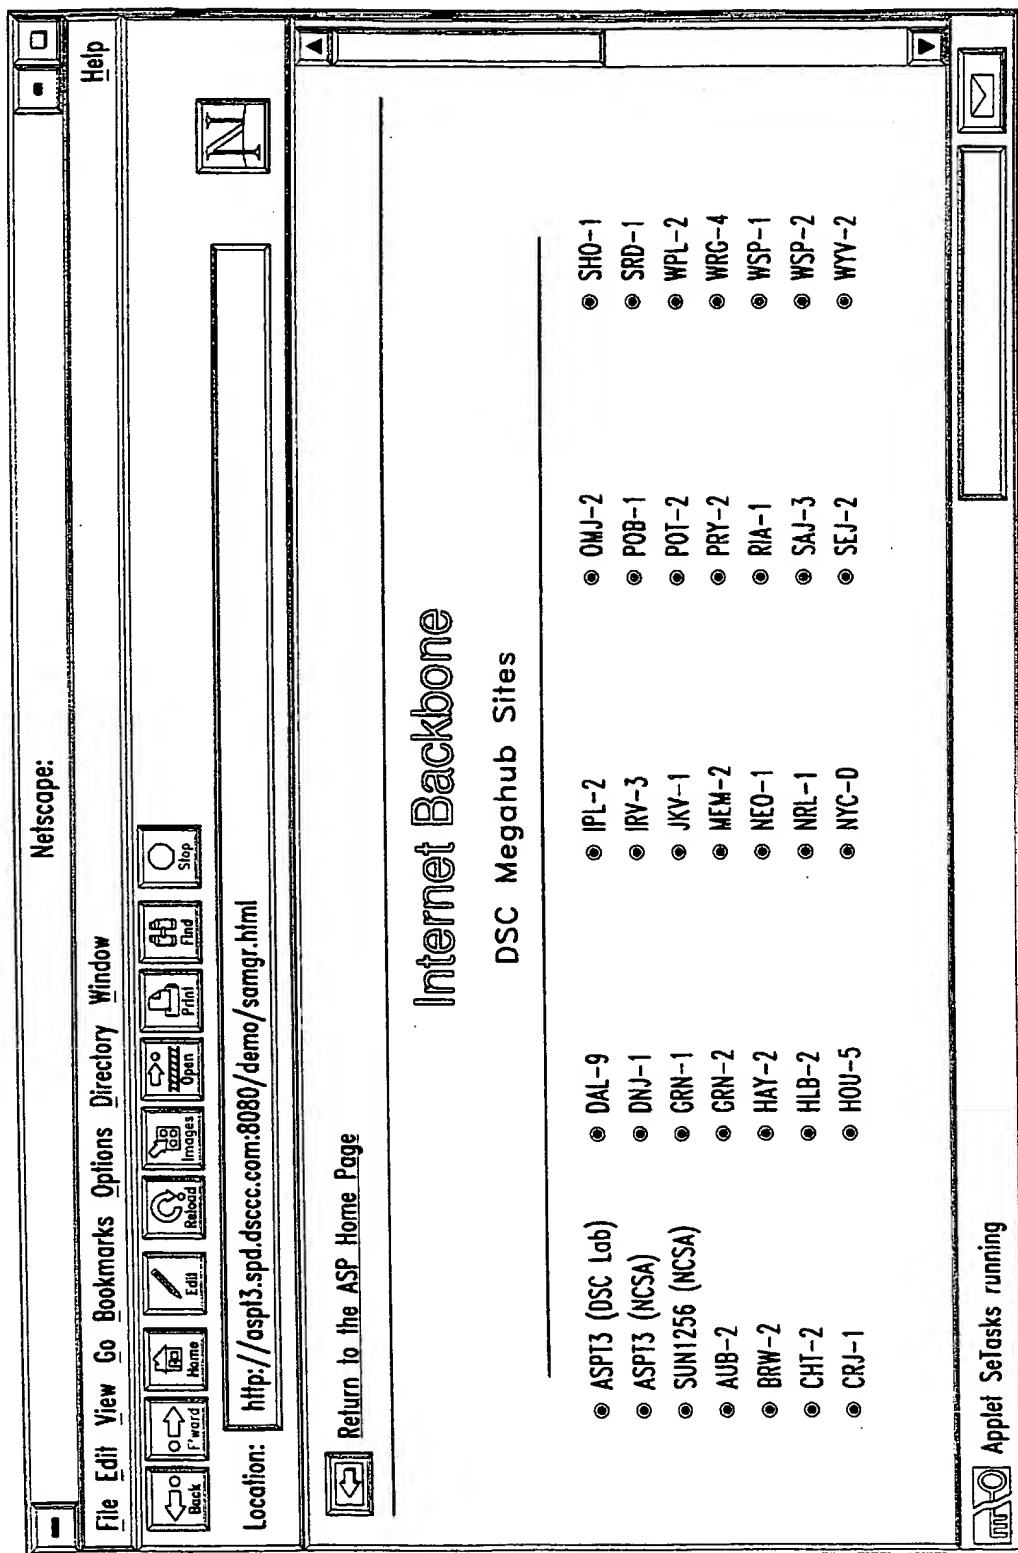 Netscape:
File Edit View Go Bookmarks Options Directory Window Help
Back F'ward Home Edit Reload Images Open Print Find Stop
N
Location: http://aspt3.spd.dsccc.com:8080/demo/samgr.html
Return to the ASP Home Page
Internet Backbone
DSC Megahub Sites
ASPT3 (DSC Lab) DAL-9 IPL-2 OMJ-2 SHO-1
ASPT3 (NCSA) DNJ-1 IRV-3 POB-1 SRD-1
SUN1256 (NCSA) GRN-1 JKV-1 POT-2 WPL-2
AUB-2 GRN-2 MEM-2 PRY-2 WRG-4
BRW-2 HAY-2 NEO-1 RIA-1 WSP-1
CHT-2 HLB-2 NRL-1 SAJ-3 WSP-2
CRJ-1 HOU-5 NYC-D SEJ-2 WYV-2
Applet SeTasks running